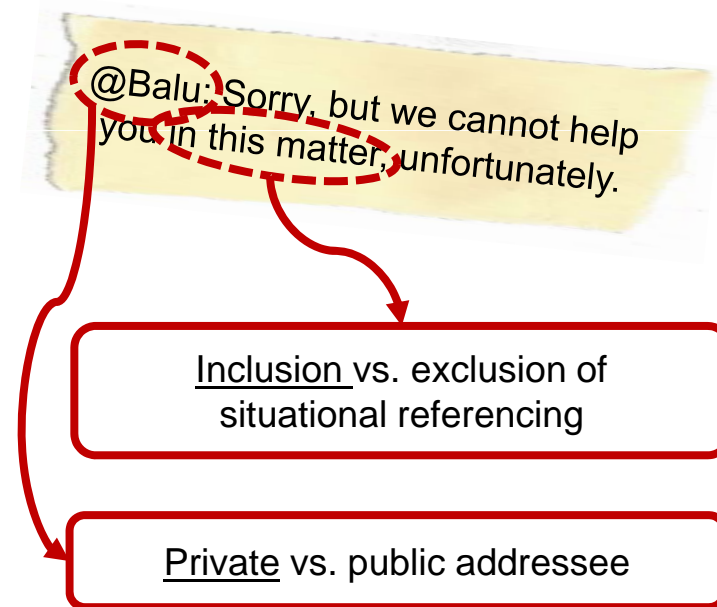 @Balu: Sorry, but we cannot help
you in this matter, unfortunately.
Inclusion vs. exclusion of
situational referencing
Private vs. public addressee